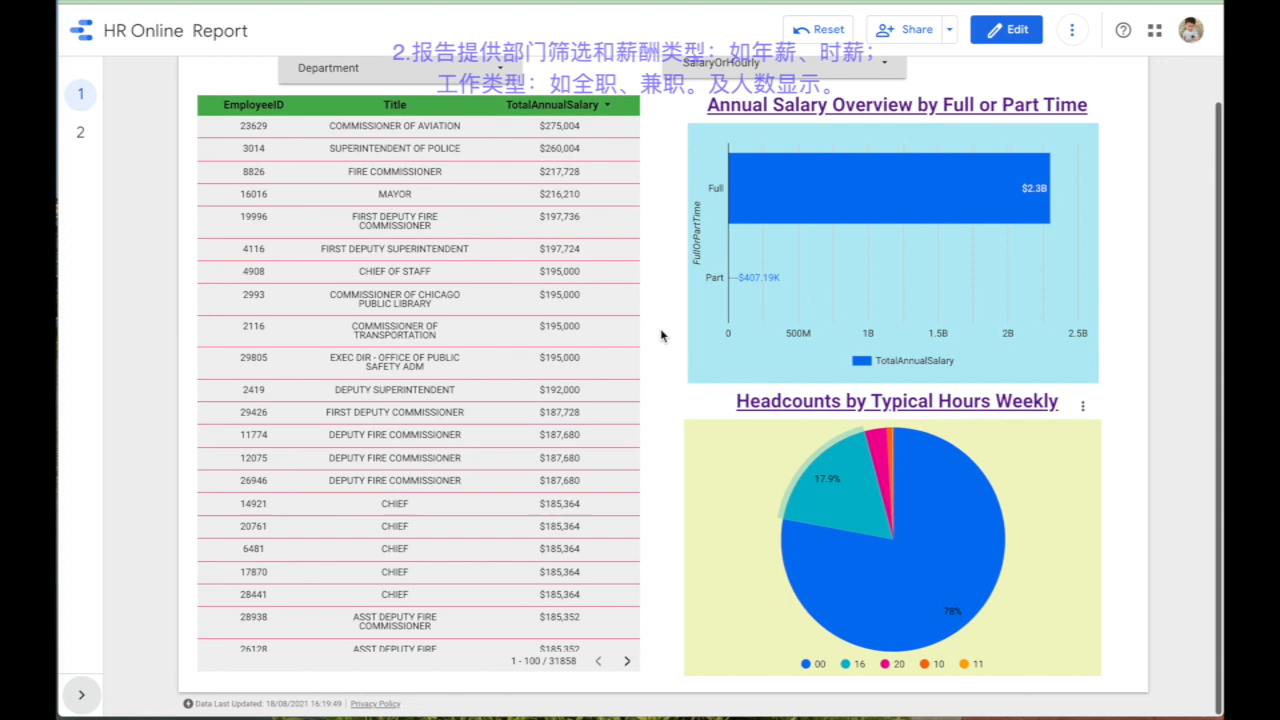 HR Online Report
Reset
Share
Edit
2.报告提供部门筛选和薪酬类型：如年薪、时薪；
工作类型：如全职、兼职。及人数显示。
1
2
Department
SalaryOrHourly
EmployeeID Title TotalAnnualSalary
23629 COMMISSIONER OF AVIATION $275,004
3014 SUPERINTENDENT OF POLICE $260,004
8826 FIRE COMMISSIONER $217,728
16016 MAYOR $216,210
19996 FIRST DEPUTY FIRE $197,736
COMMISSIONER
4116 FIRST DEPUTY SUPERINTENDENT $197,724
4908 CHIEF OF STAFF $195,000
2993 COMMISSIONER OF CHICAGO $195,000
PUBLIC LIBRARY
2116 COMMISSIONER OF $195,000
TRANSPORTATION
29805 EXEC DIR - OFFICE OF PUBLIC $195,000
SAFETY ADM
2419 DEPUTY SUPERINTENDENT $192,000
29426 FIRST DEPUTY COMMISSIONER $187,728
11774 DEPUTY FIRE COMMISSIONER $187,680
12075 DEPUTY FIRE COMMISSIONER $187,680
26946 DEPUTY FIRE COMMISSIONER $187,680
14921 CHIEF $185,364
20761 CHIEF $185,364
6481 CHIEF $185,364
17870 CHIEF $185,364
28441 CHIEF $185,364
28938 ASST DEPUTY FIRE $185,352
COMMISSIONER
26128 ASST DEPUTY FIRE $185,352
1 - 100 / 31858
Annual Salary Overview by Full or Part Time
FullOrPartTime
Full $2.3B
Part $407.19K
0 500M 1B 1.5B 2B 2.5B
TotalAnnualSalary
Headcounts by Typical Hours Weekly
17.9%
78%
00 16 20 10 11
Data Last Updated: 18/08/2021 16:19:49 Privacy Policy